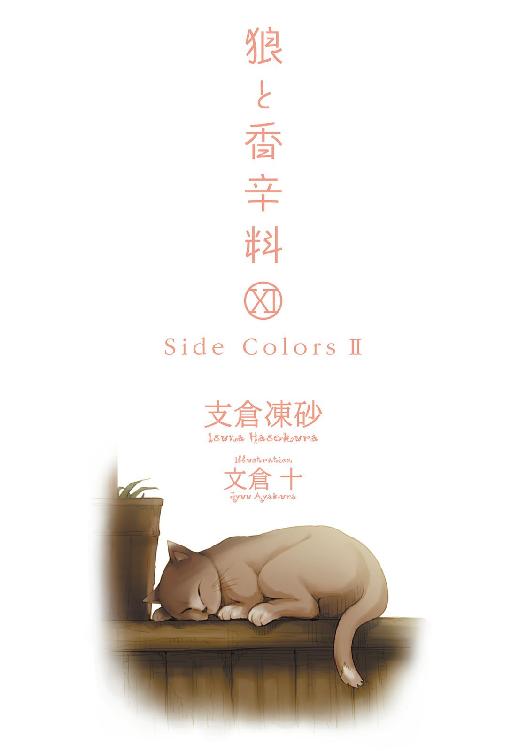 狼と香辛料
XI
Side Colors II
支倉凍砂
Isuna Hasekura
Illustration
文倉 十
Jyuu Ayakura